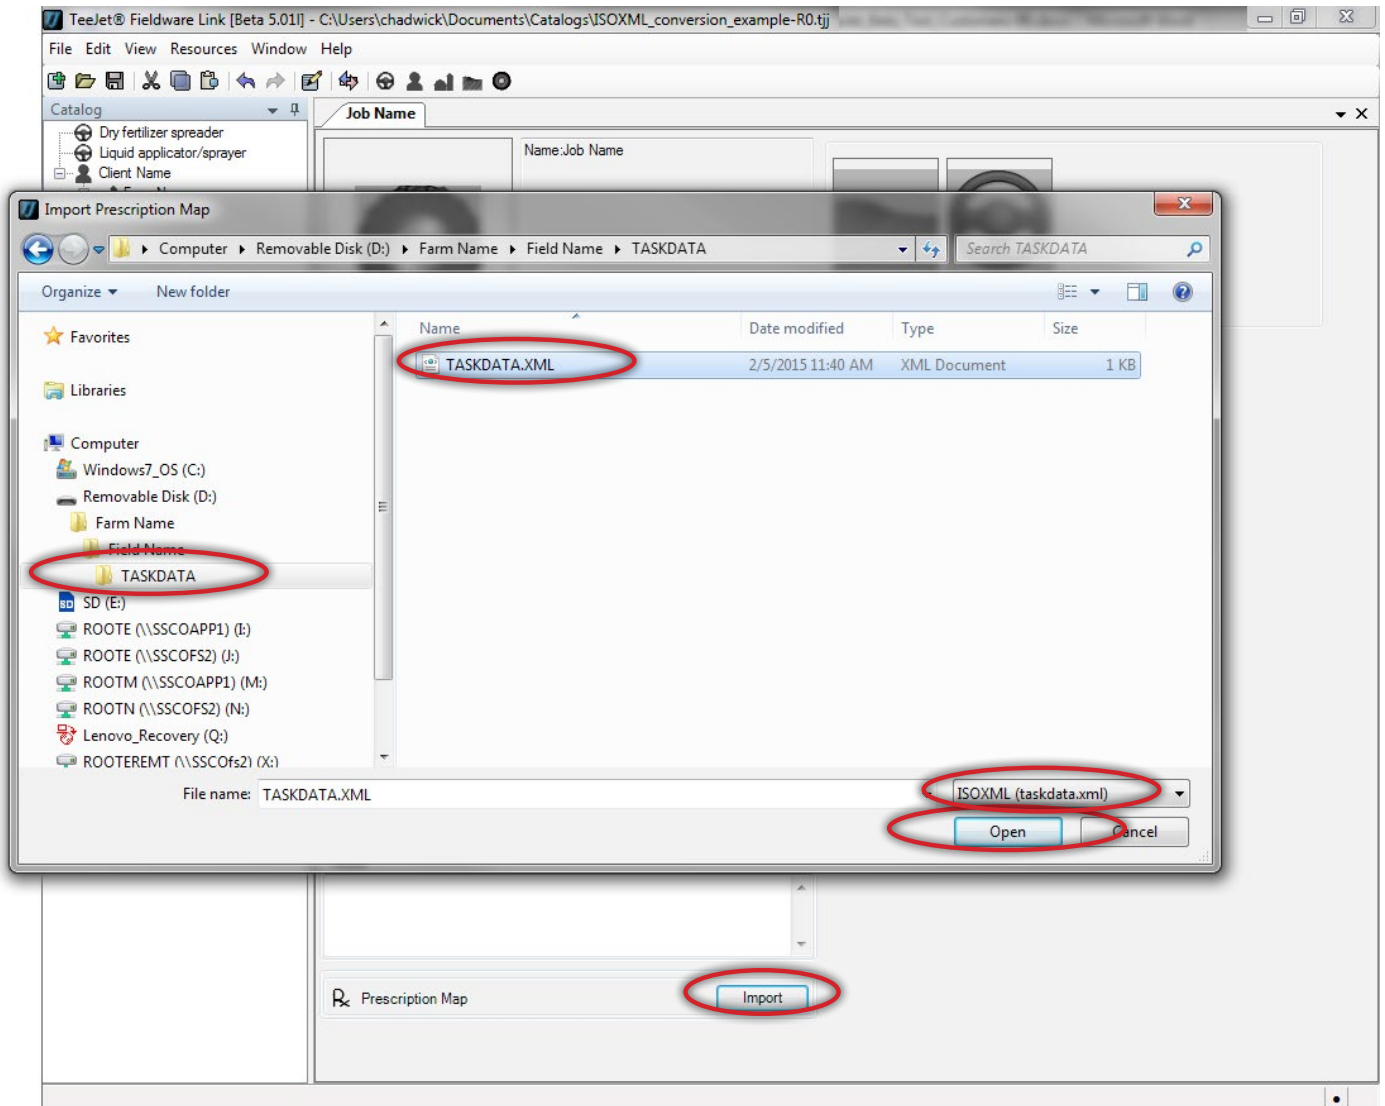 TeeJet® Fieldware Link [Beta 5.01l] - C:\Users\chadwick\Documents\Catalogs\ISOXML_conversion_example-R0.tjj
File Edit View Resources Window Help
Catalog
Job Name
Dry fertilizer spreader
Liquid applicator/sprayer
Client Name
Name:Job Name
Import Prescription Map
Computer Removable Disk (D:) Farm Name Field Name TASKDATA
Search TASKDATA
Organize New folder
Name Date modified Type Size
Favorites
TASKDATA.XML 2/5/2015 11:40 AM XML Document 1 KB
Libraries
Computer
Windows7_OS (C:)
Removable Disk (D:)
Farm Name
Field Name
TASKDATA
SD (E:)
ROOTE (\\SSCOAPP1) (I:)
ROOTE (\\SSCOFS2) (J:)
ROOTM (\\SSCOAPP1) (M:)
ROOTN (\\SSCOFS2) (N:)
Lenovo_Recovery (Q:)
ROOTEREMT (\\SSCOfs2) (X:)
File name: TASKDATA.XML
ISOXML (taskdata.xml)
Open Cancel
Prescription Map Import